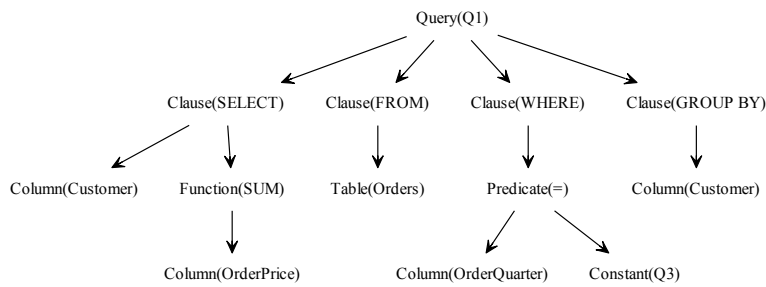 Query(Q1)
Clause(SELECT) Clause(FROM) Clause(WHERE) Clause(GROUP BY)
Column(Customer) Function(SUM) Table(Orders) Predicate(=) Column(Customer)
Column(OrderPrice) Column(OrderQuarter) Constant(Q3)